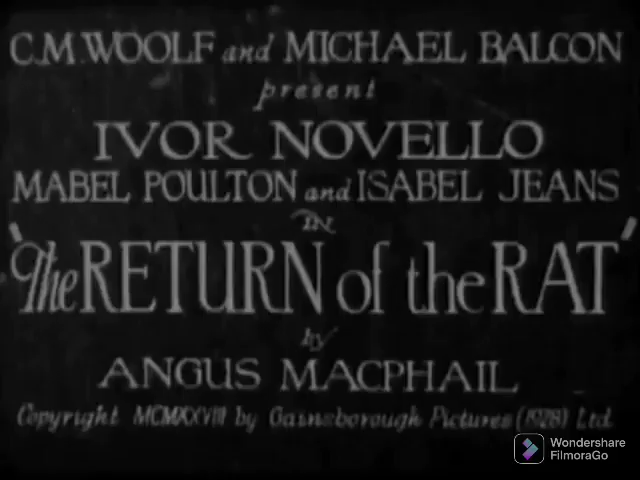 C.M. WOOLF and MICHAEL BALCON
present
IVOR NOVELLO
MABEL POULTON and ISABEL JEANS
IN
"The RETURN of the RAT"
by
ANGUS MACPHAIL
Copyright MCMXXVIII by Gainsborough Pictures (1928) Ltd.
Wondershare
FilmoraGo